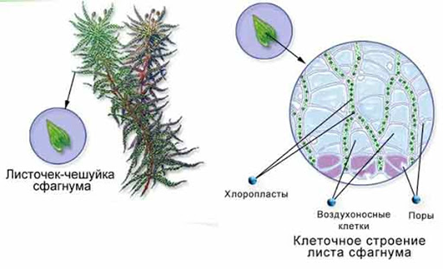 Листочек-чешуйка
сфагнума
Хлоропласты
Воздухоносные
клетки
Поры
Клеточное строение
листа сфагнума